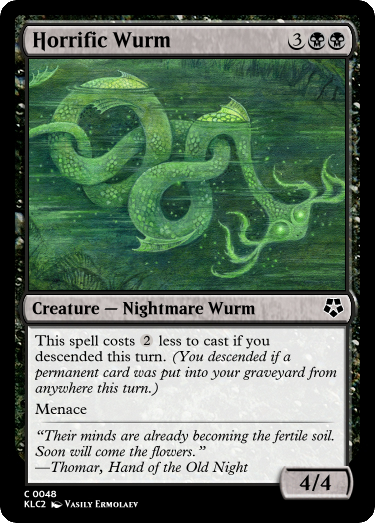 Horrific Wurm 3
Creature — Nightmare Wurm
This spell costs 2 less to cast if you
descended this turn. (You descended if a
permanent card was put into your graveyard from
anywhere this turn.)
Menace
“Their minds are already becoming the fertile soil.
Soon will come the flowers.”
—Thomar, Hand of the Old Night
4/4
C 0048
KLC2 Vasily Ermolaev